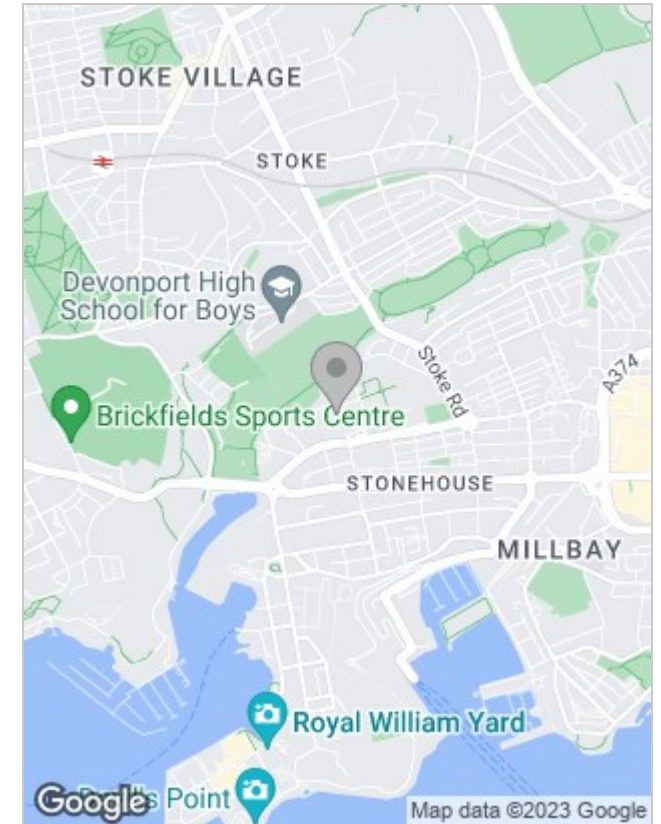 STOKE VILLAGE
STOKE
Devonport High
School for Boys
Stoke Rd
A374
Brickfields Sports Centre
STONEHOUSE
MILLBAY
Royal William Yard
Google
Point
Map data ©2023 Google